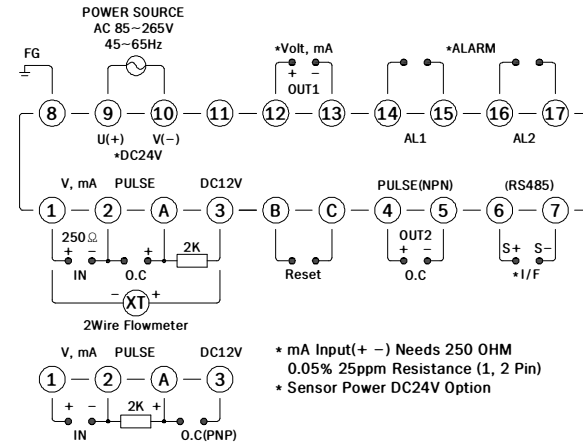 POWER SOURCE
AC 85~265V
45~65Hz
FG
*Volt, mA
+ −
OUT1
*ALARM
8 9 10 11 12 13 14 15 16 17
U(+) V(−)
*DC24V
AL1 AL2
V, mA PULSE DC12V PULSE(NPN) (RS485)
1 2 A 3 B C 4 5 6 7
250Ω
+ − − + 2K
IN O.C
Reset
OUT2
+ −
O.C
S+ S−
*I/F
− XT +
2Wire Flowmeter
V, mA PULSE DC12V
1 2 A 3
+ − 2K +
IN O.C(PNP)
* mA Input(+ −) Needs 250 OHM
0.05% 25ppm Resistance (1, 2 Pin)
* Sensor Power DC24V Option